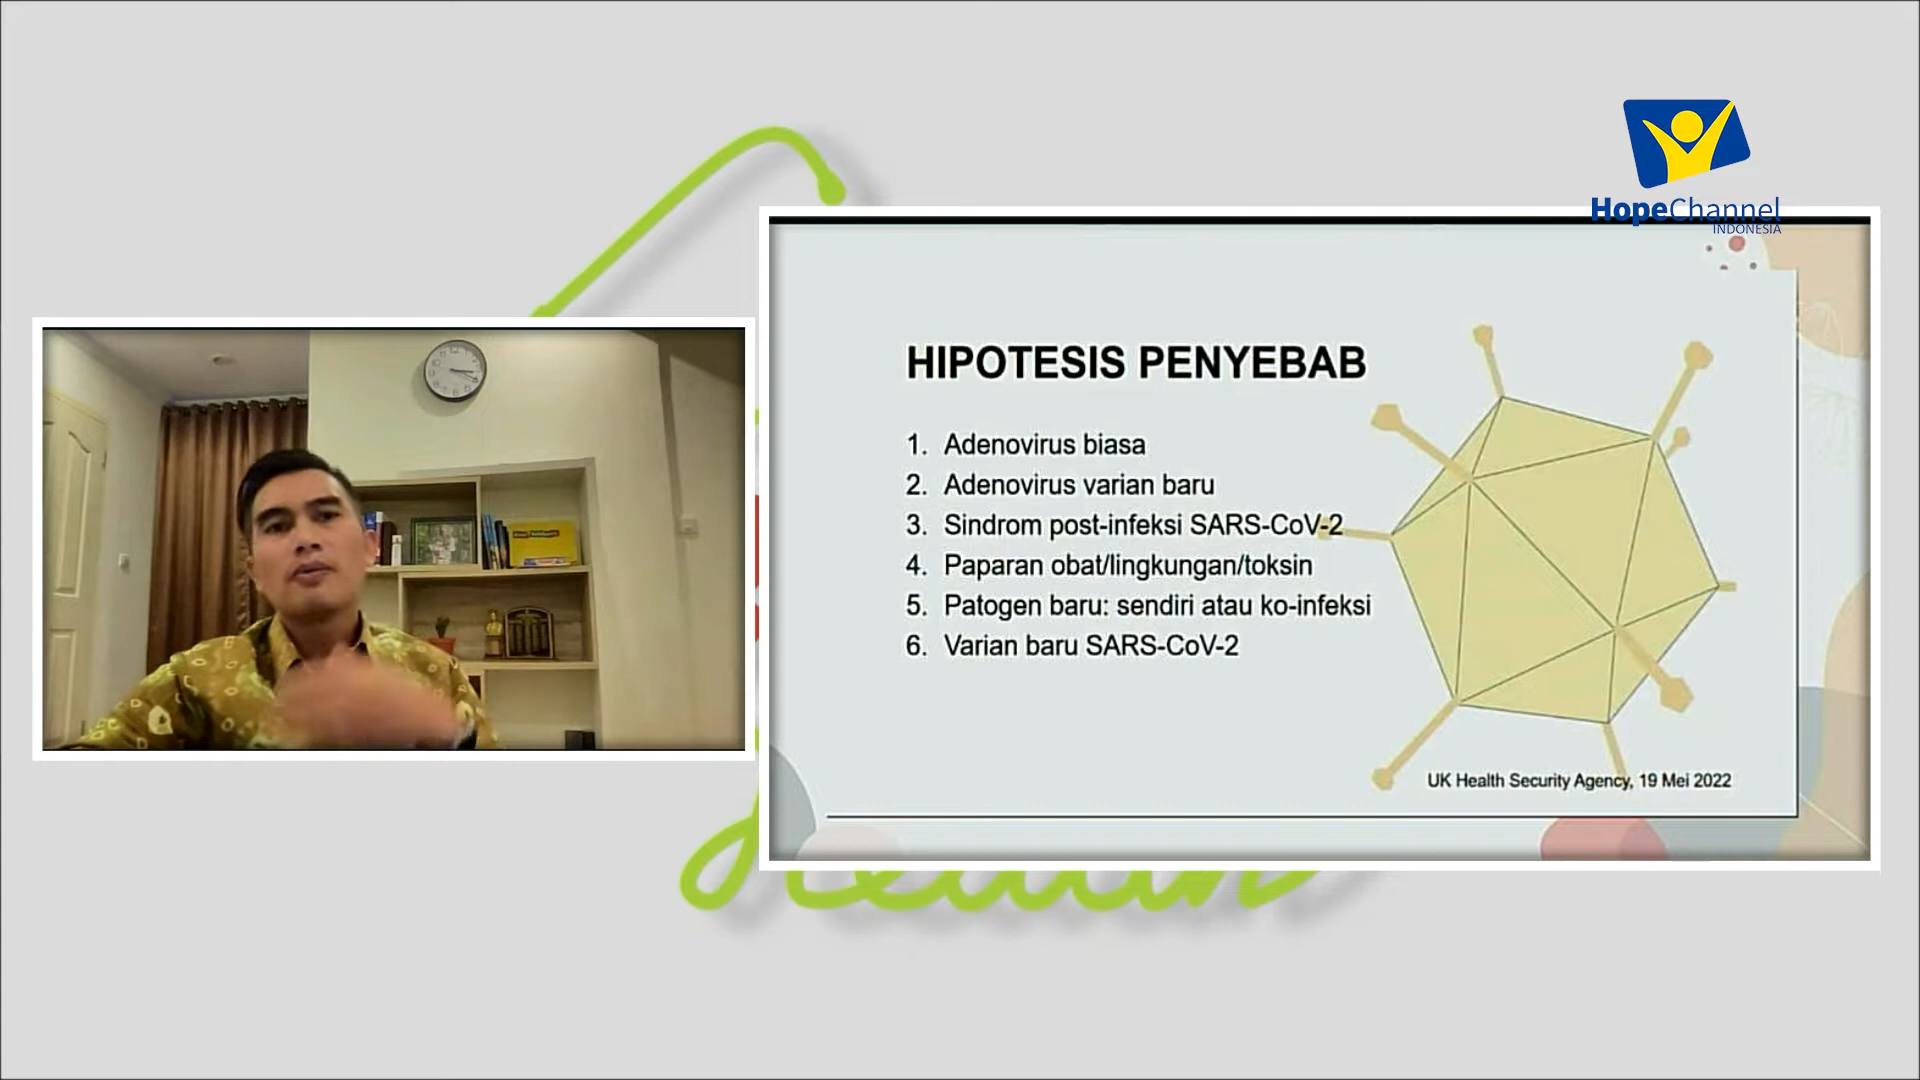 HopeChannel
INDONESIA
HIPOTESIS PENYEBAB
1. Adenovirus biasa
2. Adenovirus varian baru
3. Sindrom post-infeksi SARS-CoV-2
4. Paparan obat/lingkungan/toksin
5. Patogen baru: sendiri atau ko-infeksi
6. Varian baru SARS-CoV-2
UK Health Security Agency, 19 Mei 2022